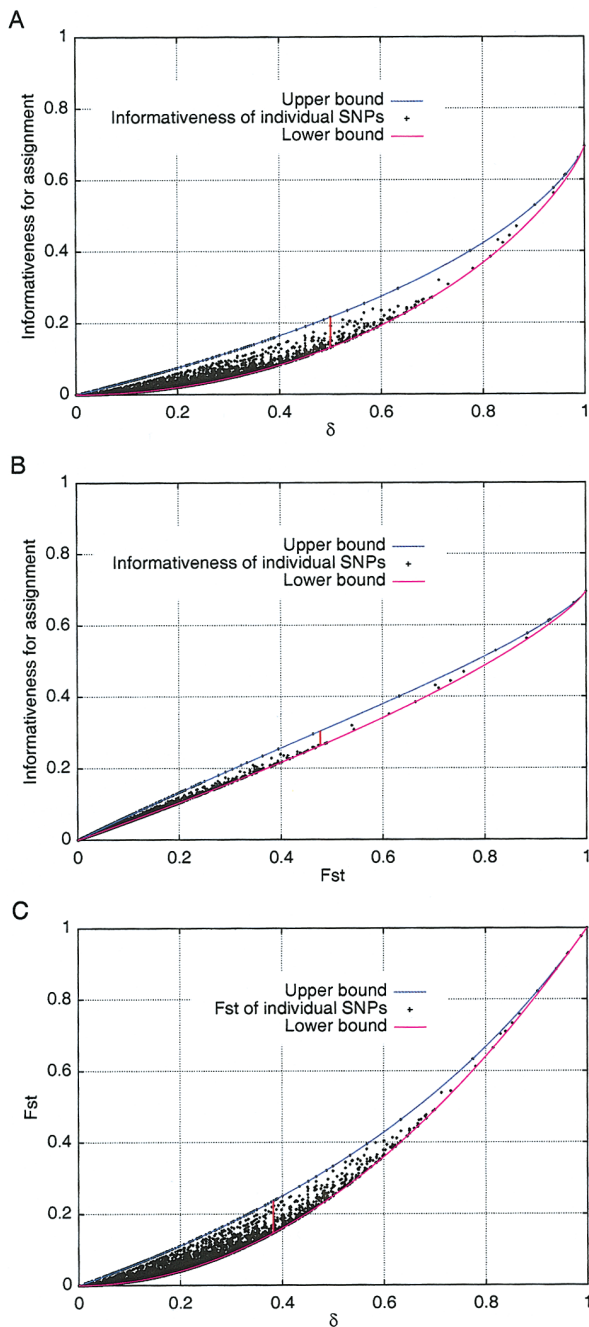 A
1
0.8
0.6
0.4
0.2
0
Informativeness for assignment
Upper bound
Informativeness of individual SNPs
Lower bound
0 0.2 0.4 0.6 0.8 1
δ
B
1
0.8
0.6
0.4
0.2
0
Informativeness for assignment
Upper bound
Informativeness of individual SNPs
Lower bound
0 0.2 0.4 0.6 0.8 1
Fst
C
1
0.8
0.6
0.4
0.2
0
Fst
Upper bound
Fst of individual SNPs
Lower bound
0 0.2 0.4 0.6 0.8 1
δ